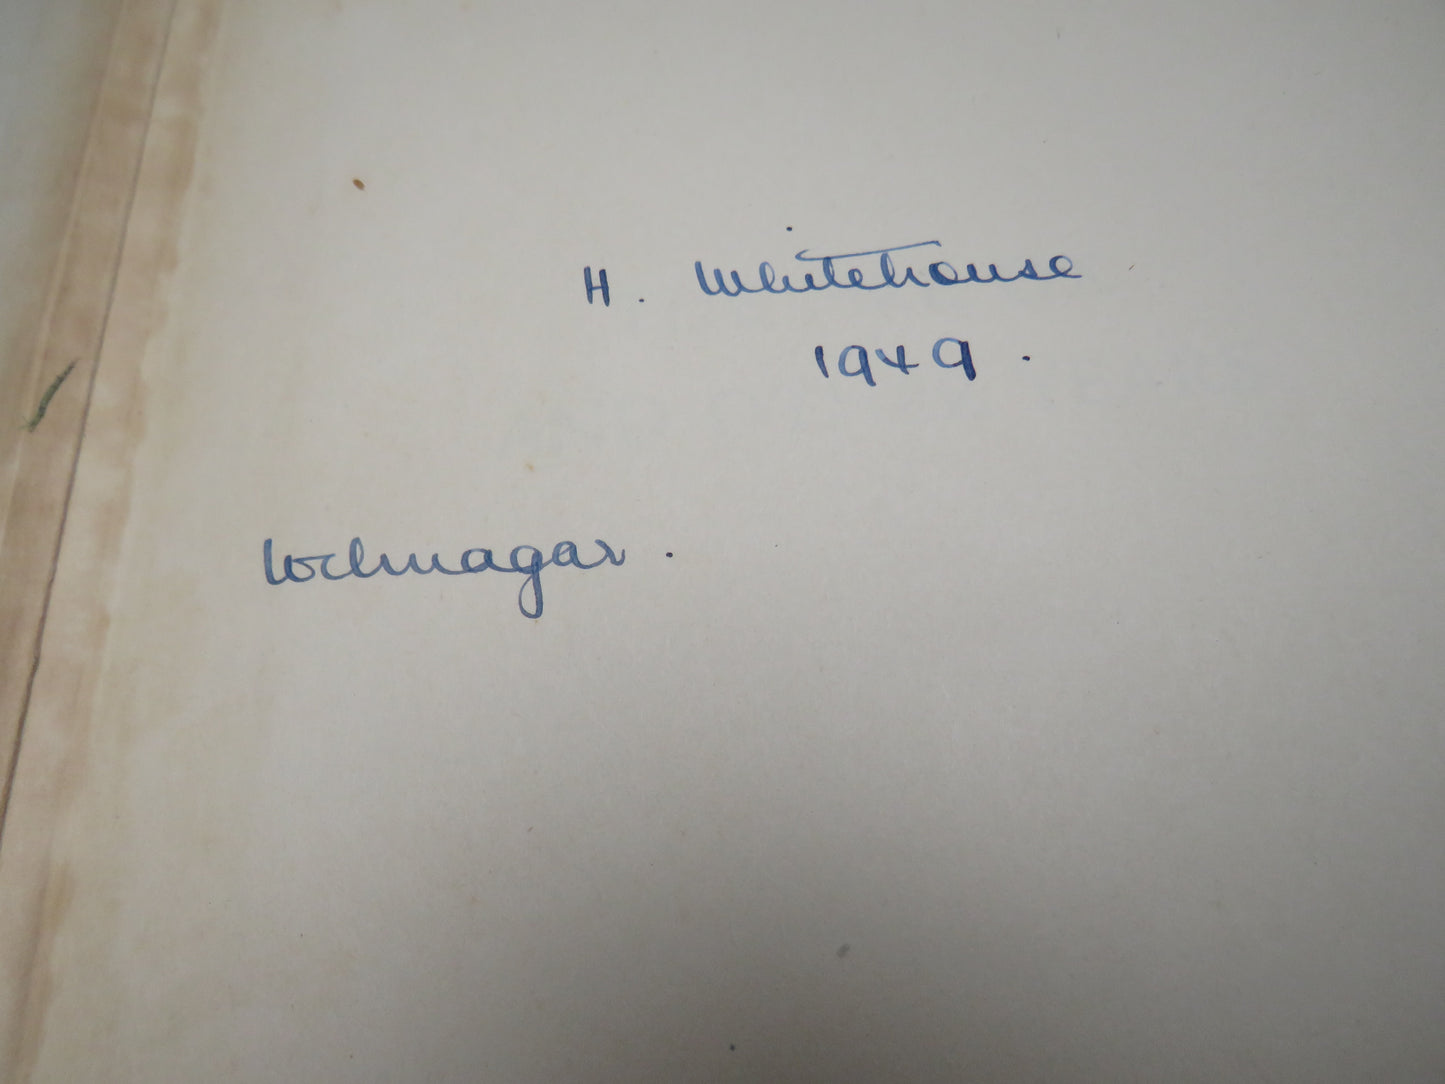 H. Whitehouse
1949.
Lochnagar.